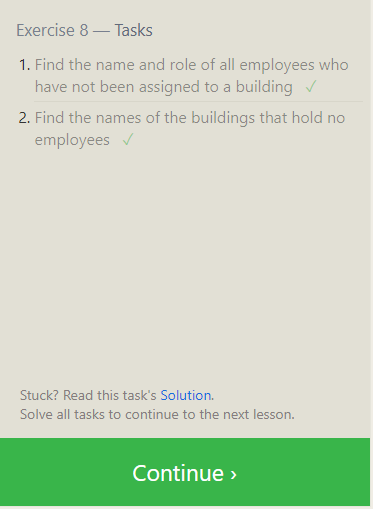 Exercise 8 — Tasks
1. Find the name and role of all employees who
have not been assigned to a building ✓
2. Find the names of the buildings that hold no
employees ✓
Stuck? Read this task's Solution.
Solve all tasks to continue to the next lesson.
Continue ›